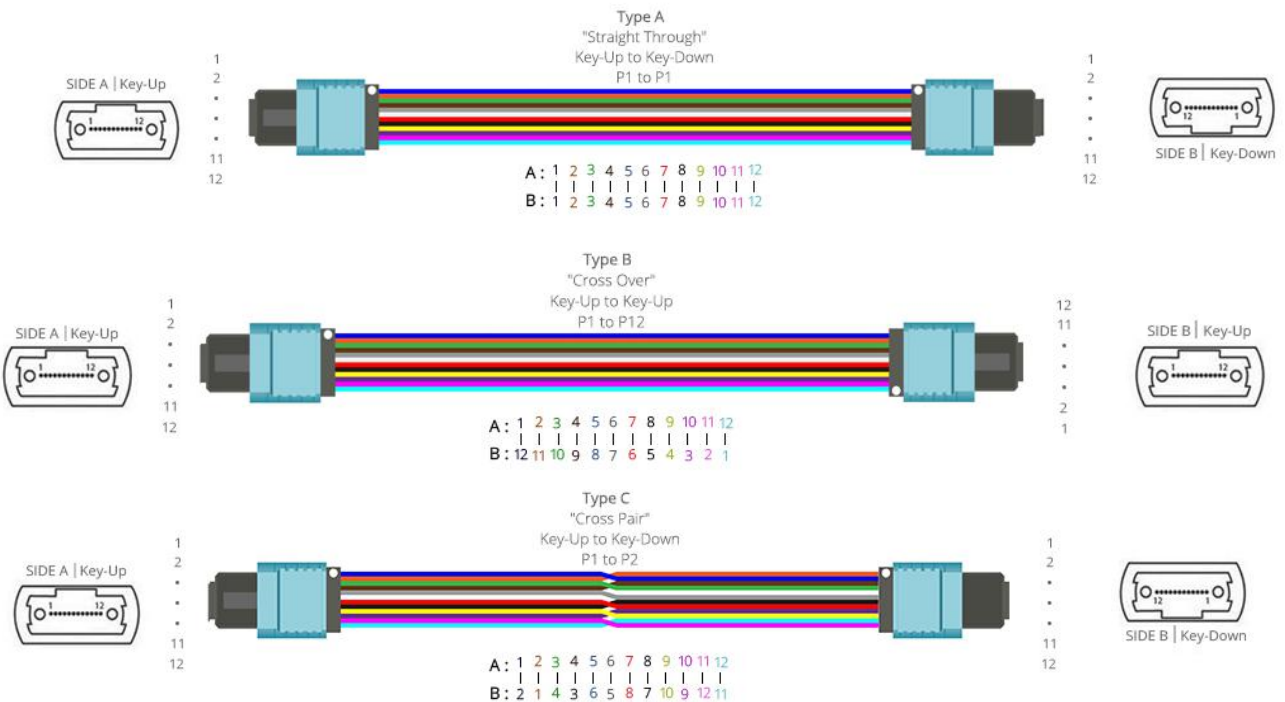 Type A
"Straight Through"
Key-Up to Key-Down
P1 to P1
SIDE A | Key-Up
1 12
1
2
•
•
•
11
12
1
2
•
•
•
11
12
12 1
SIDE B | Key-Down
A : 1 2 3 4 5 6 7 8 9 10 11 12
B : 1 2 3 4 5 6 7 8 9 10 11 12
Type B
"Cross Over"
Key-Up to Key-Up
P1 to P12
SIDE A | Key-Up
1 12
1
2
•
•
•
11
12
12
11
•
•
•
2
1
SIDE B | Key-Up
1 12
A : 1 2 3 4 5 6 7 8 9 10 11 12
B : 12 11 10 9 8 7 6 5 4 3 2 1
Type C
"Cross Pair"
Key-Up to Key-Down
P1 to P2
SIDE A | Key-Up
1 12
1
2
•
•
•
11
12
1
2
•
•
•
11
12
12 1
SIDE B | Key-Down
A : 1 2 3 4 5 6 7 8 9 10 11 12
B : 2 1 4 3 6 5 8 7 10 9 12 11